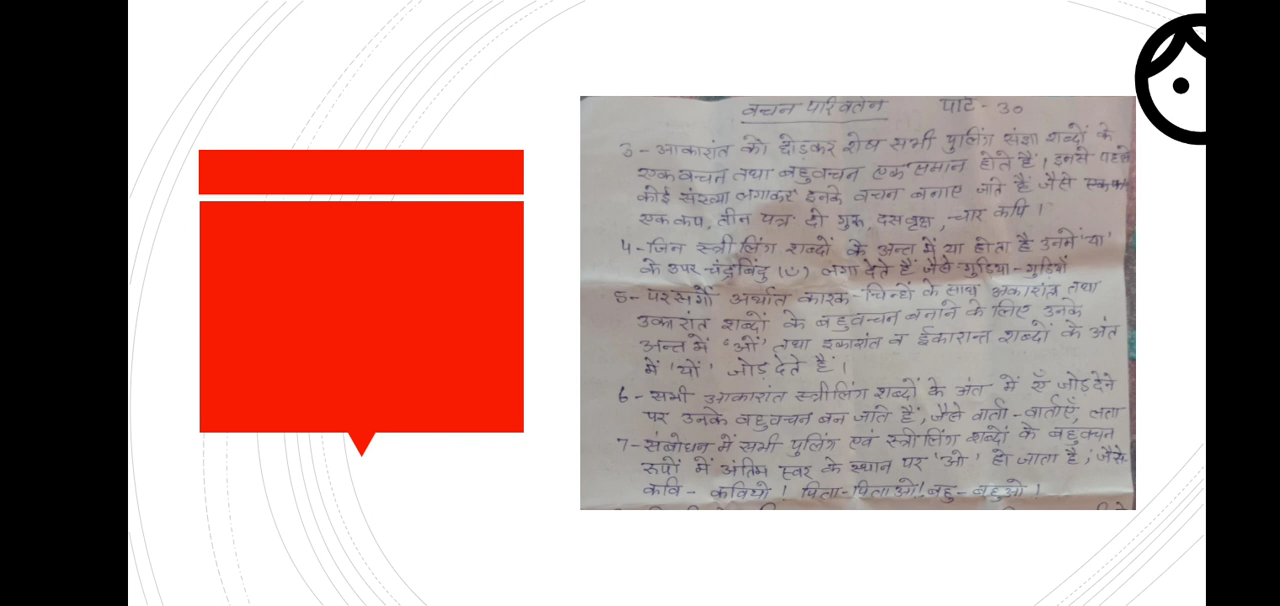 वचन परिवर्तन पाठ - 30
3 - आकारांत को छोड़कर शेष सभी पुलिंग संज्ञा शब्दों के
एकवचन तथा बहुवचन एक समान होते हैं। इनसे पहले
कोई संख्या लगाकर इनके वचन बनाए जाते हैं जैसे
एक कप, तीन पत्र दो गुरु, दस वृक्ष, चार कपि।
4 - जिन स्त्रीलिंग शब्दों के अन्त में या होता है उनमें 'या'
के उपर चंद्रबिंदु (ँ) लगा देते हैं जैसे गुडिया - गुडियाँ
5 - परसर्गों अर्थात कारक - चिन्हों के साथ अकारांत तथा
उकारांत शब्दों के बहुवचन बनाने के लिए उनके
अन्त में 'ओं' तथा इकारांत व ईकारान्त शब्दों के अंत
में 'यों' जोड़ देते हैं।
6 - सभी आकारांत स्त्रीलिंग शब्दों के अंत में एँ जोड़ देने
पर उनके बहुवचन बन जाते हैं, जैसे वार्ता - वार्ताएँ, लता
7 - संबोधन में सभी पुलिंग एवं स्त्रीलिंग शब्दों के बहुवचन
रूपों में अंतिम स्वर के स्थान पर 'ओ' हो जाता है, जैसे
कवि - कवियो! पिता - पिताओ! बहु - बहुओ!